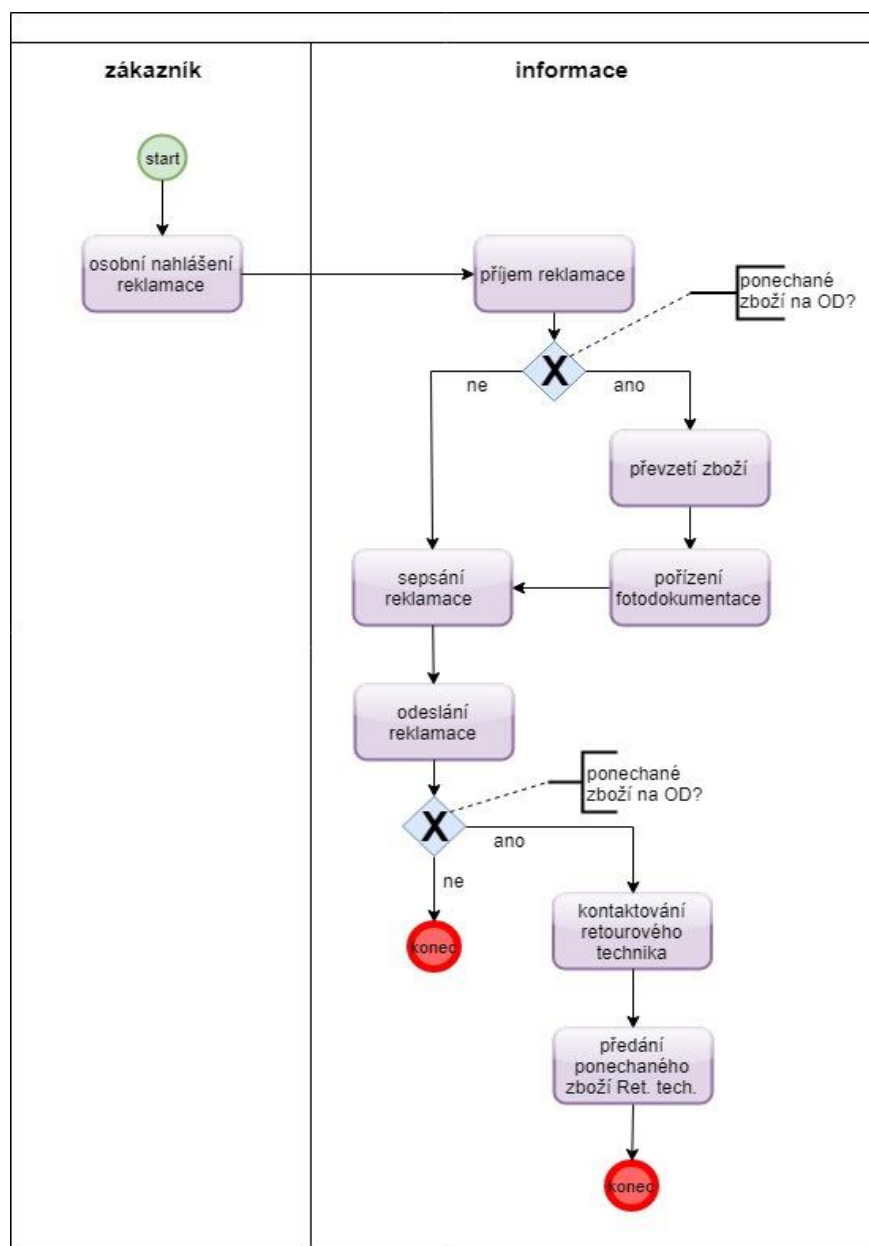 zákazník
informace
start
osobní nahlášení
reklamace
příjem reklamace
ponechané
zboží na OD?
ne
ano
převzetí zboží
pořízení
fotodokumentace
sepsání
reklamace
odeslání
reklamace
ponechané
zboží na OD?
ano
ne
konec
kontaktování
retourového
technika
předání
ponechaného
zboží Ret. tech.
konec